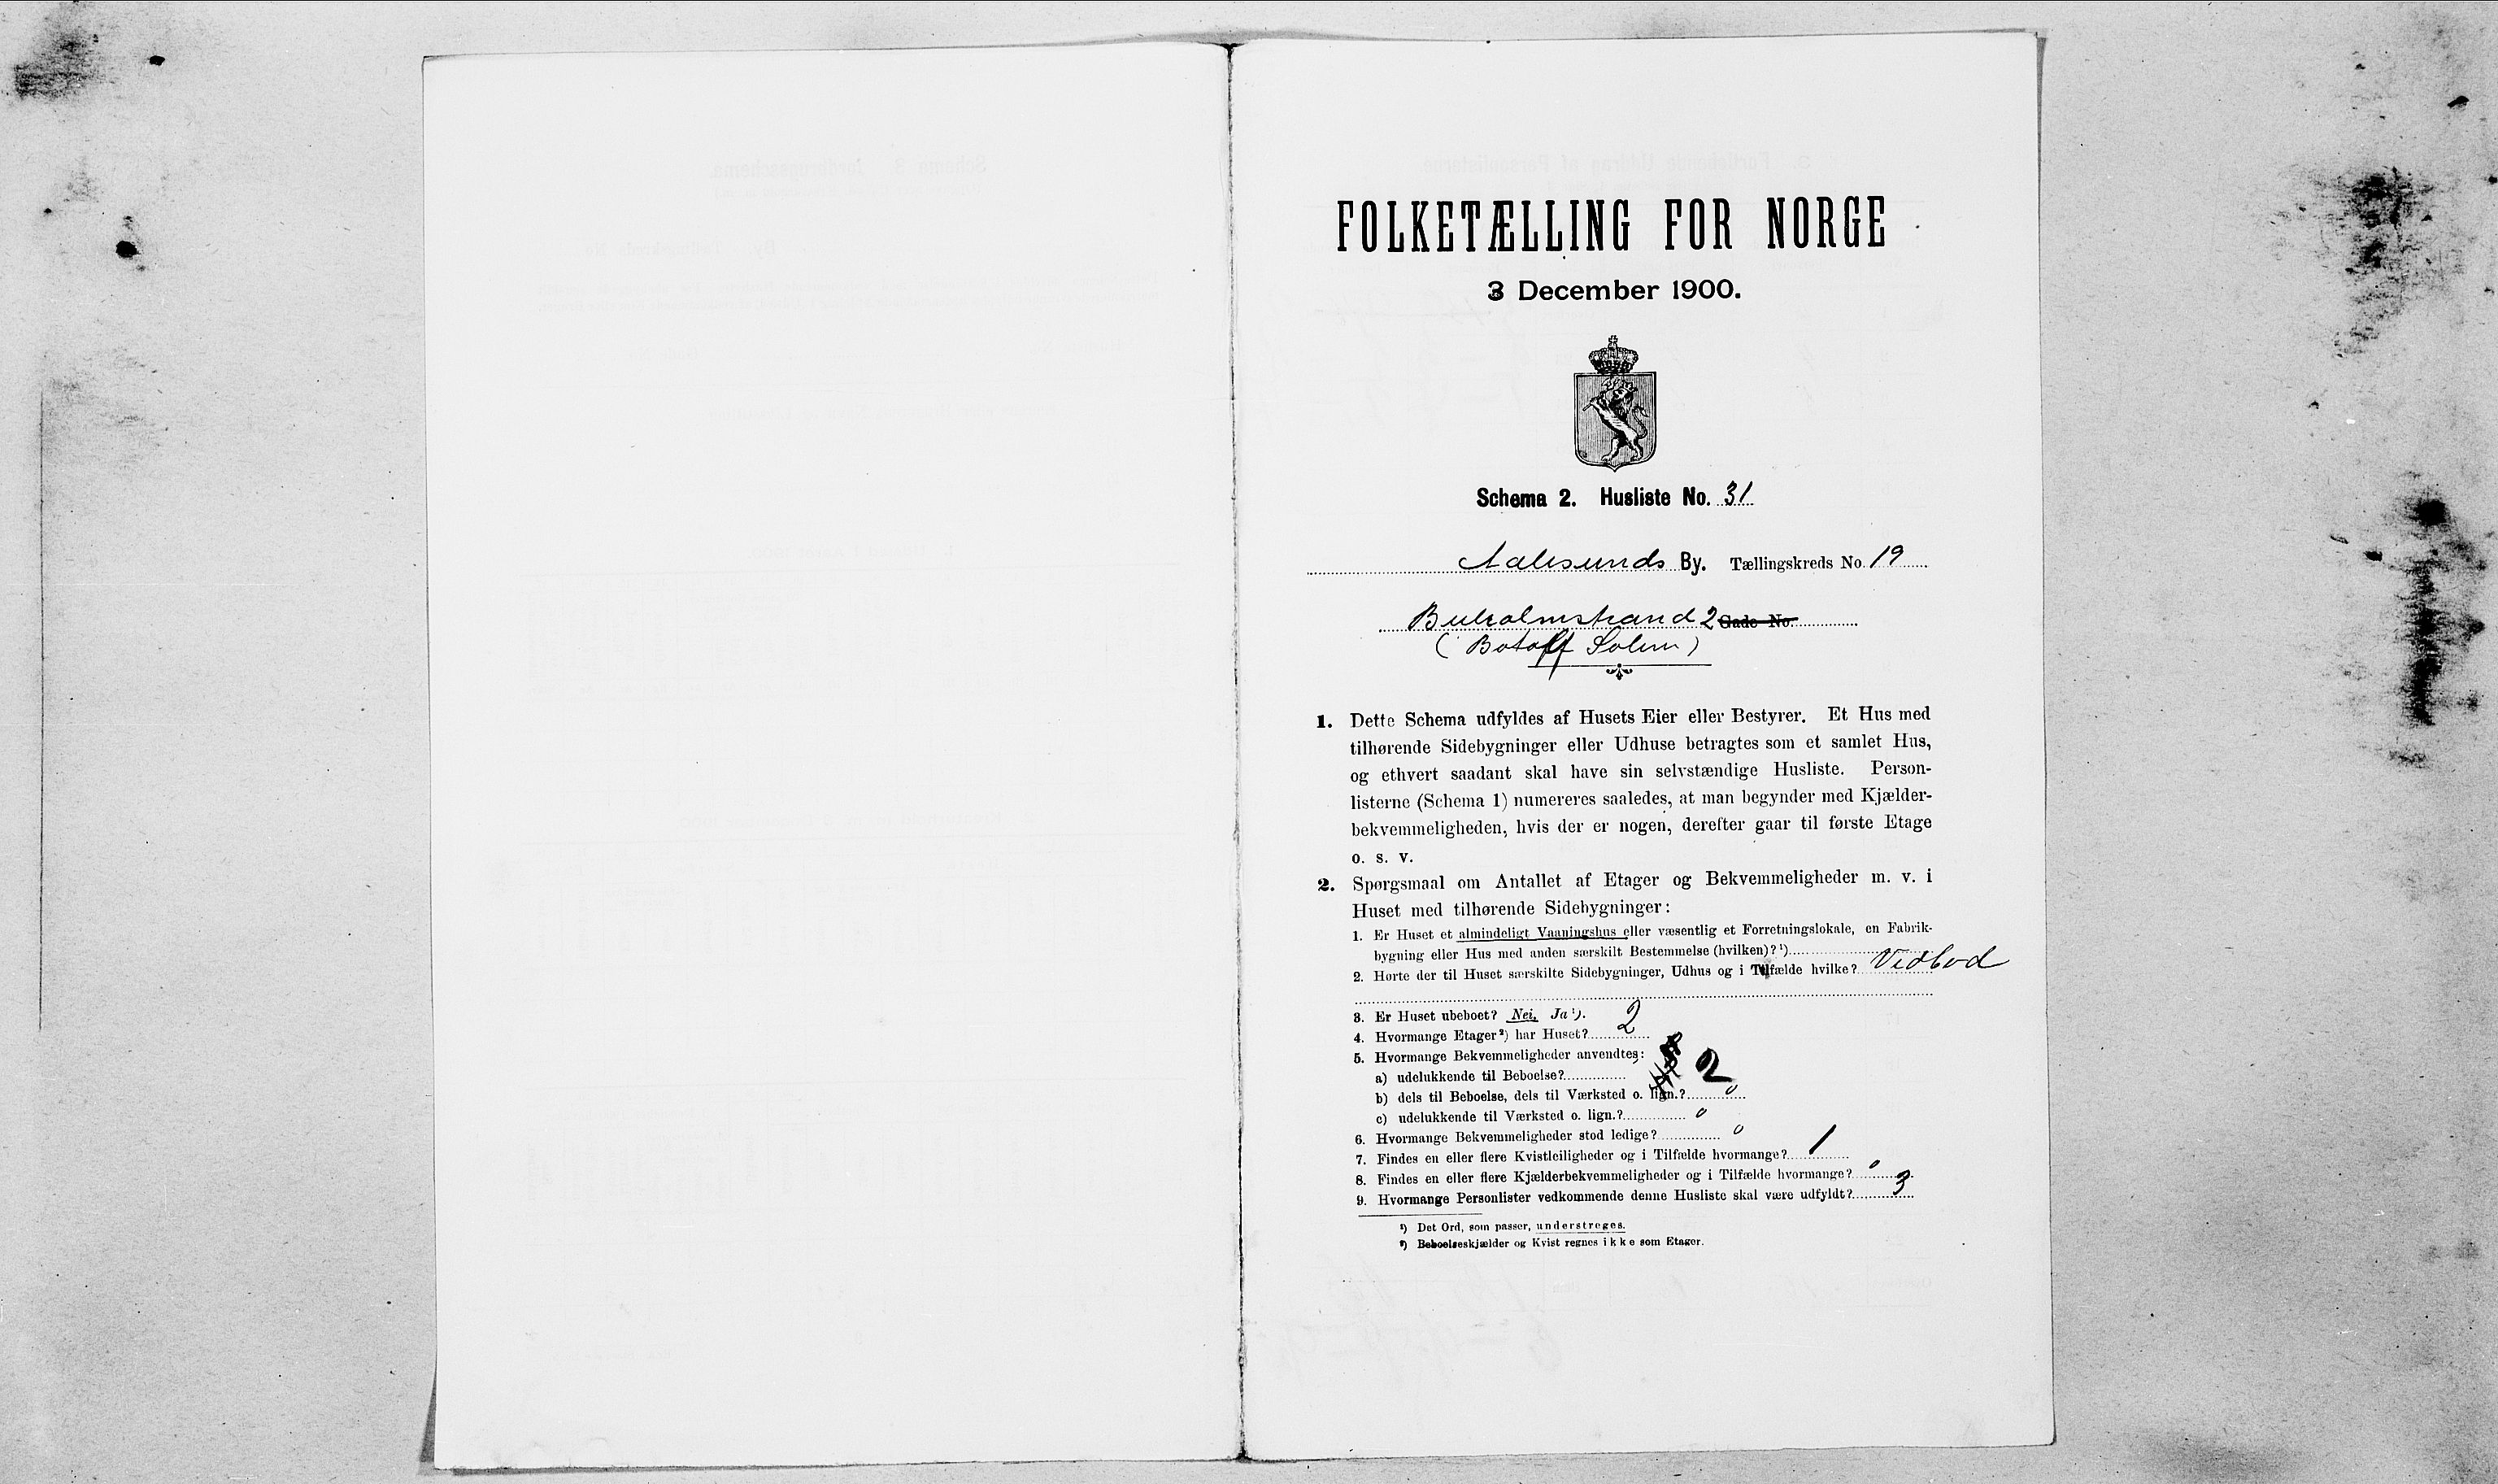 FOLKETÆLLING FOR NORGE
3 December 1900.
Schema 2. Husliste No. 31
Aalesunds By. Tællingskreds No. 19
Buholmstrand 2 Gade No.
( Botolf Solem )
1. Dette Schema udfyldes af Husets Eier eller Bestyrer. Et Hus med
tilhørende Sidebygninger eller Udhuse betragtes som et samlet Hus,
og ethvert saadant skal have sin selvstændige Husliste. Person-
listerne (Schema 1) numereres saaledes, at man begynder med Kjælder-
bekvemmeligheden, hvis der er nogen, derefter gaar til første Etage
o. s. v.
2. Spørgsmaal om Antallet af Etager og Bekvemmeligheder m. v. i
Huset med tilhørende Sidebygninger:
1. Er Huset et almindeligt Vaaningshus eller væsentlig et Forretningslokale, en Fabrik-
bygning eller Hus med anden særskilt Bestemmelse (hvilken)?¹)
2. Hørte der til Huset særskilte Sidebygninger, Udhus og i Tilfælde hvilke? Vedbod
3. Er Huset ubeboet? Nei. Ja¹).
4. Hvormange Etager²) har Huset? 2
5. Hvormange Bekvemmeligheder anvendtes:
a) udelukkende til Beboelse? 2
b) dels til Beboelse, dels til Værksted o. lign.? 0
c) udelukkende til Værksted o. lign.? 0
6. Hvormange Bekvemmeligheder stod ledige? 0
7. Findes en eller flere Kvistleiligheder og i Tilfælde hvormange? 1
8. Findes en eller flere Kjælderbekvemmeligheder og i Tilfælde hvormange? 0
9. Hvormange Personlister vedkommende denne Husliste skal være udfyldt? 3
¹) Det Ord, som passer, understreges.
²) Beboelseskjælder og Kvist regnes ikke som Etager.